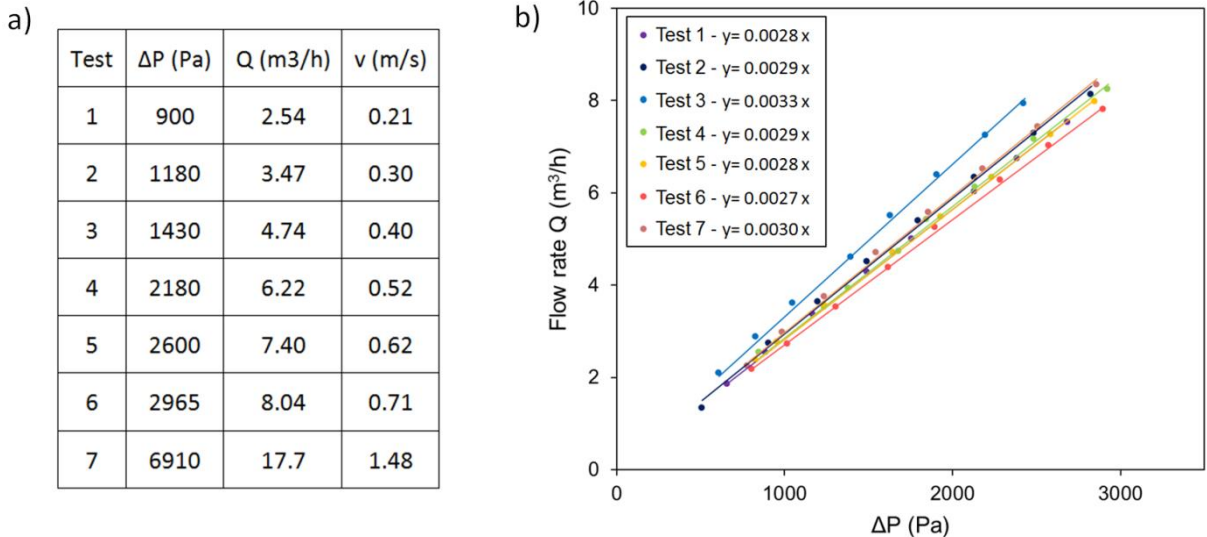 a)
Test ΔP (Pa) Q (m3/h) v (m/s)
1 900 2.54 0.21
2 1180 3.47 0.30
3 1430 4.74 0.40
4 2180 6.22 0.52
5 2600 7.40 0.62
6 2965 8.04 0.71
7 6910 17.7 1.48
b)
Flow rate Q (m³/h)
10
8
6
4
2
0
Test 1 - y= 0.0028 x
Test 2 - y= 0.0029 x
Test 3 - y= 0.0033 x
Test 4 - y= 0.0029 x
Test 5 - y= 0.0028 x
Test 6 - y= 0.0027 x
Test 7 - y= 0.0030 x
0 1000 2000 3000
ΔP (Pa)